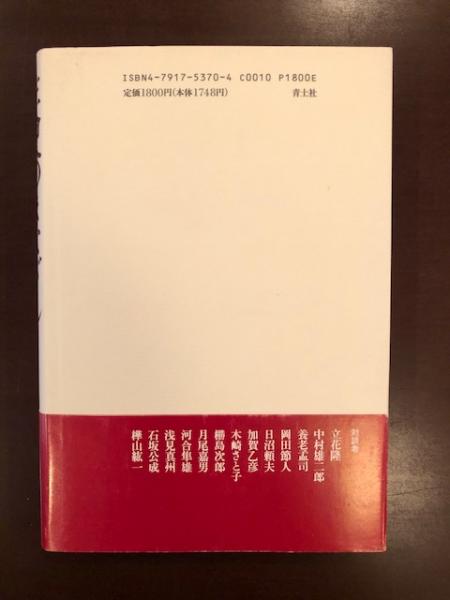 ISBN4-7917-5370-4 C0010 P1800E
定価1800円(本体1748円)
青土社
対談者
立花隆
中村雄二郎
養老孟司
岡田節人
日沼頼夫
加賀乙彦
木崎さと子
橳島次郎
月尾嘉男
河合隼雄
浅見真州
石坂公成
樺山紘一